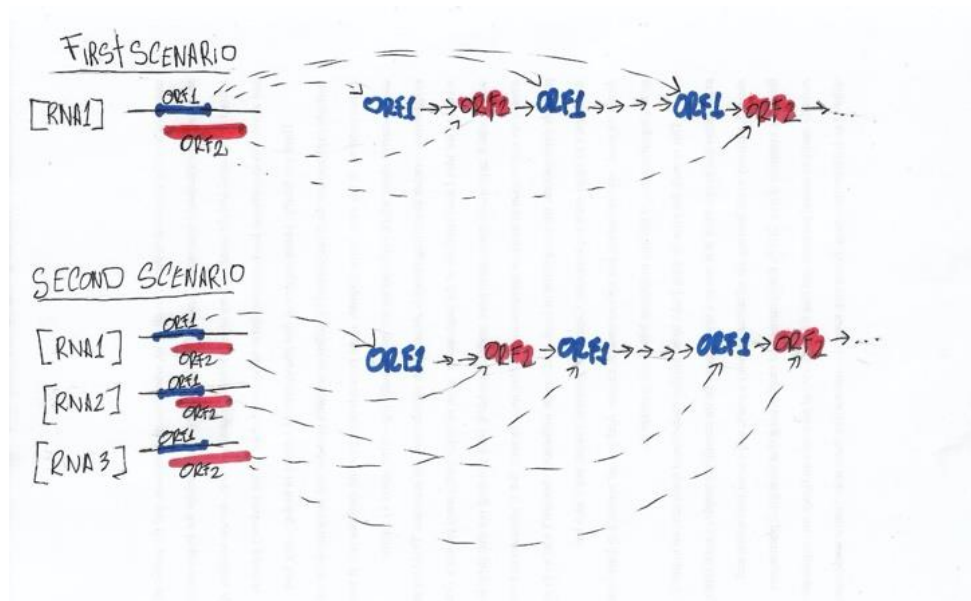 FIRST SCENARIO
ORF1
[RNA1]
ORF2
ORF1 →→ ORF2 → ORF1 →→→→ ORF1 → ORF2 →...
SECOND SCENARIO
ORF1
[RNA1]
ORF2
ORF1 →→ ORF2 → ORF1 →→→→ ORF1 → ORF2 →...
ORF1
[RNA2]
ORF2
ORF1
[RNA3]
ORF2